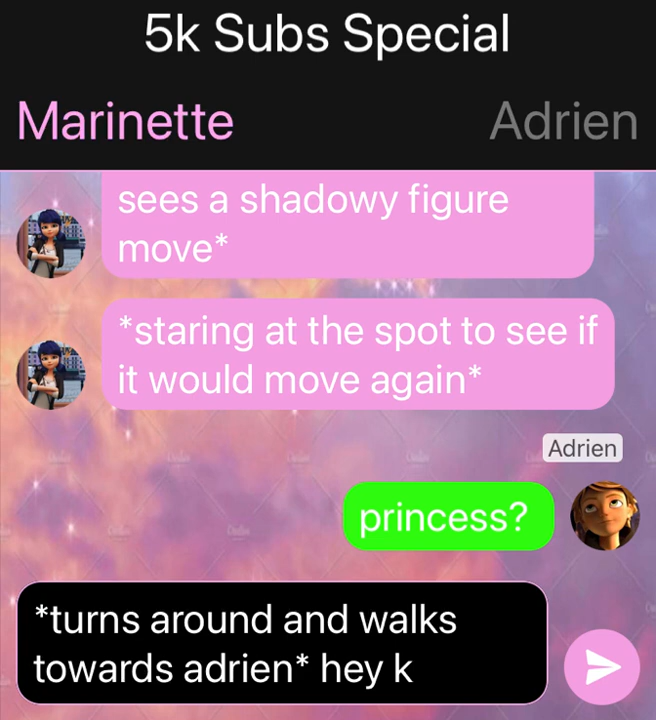 5k Subs Special
Marinette
Adrien
sees a shadowy figure
move*
*staring at the spot to see if
it would move again*
Adrien
princess?
*turns around and walks
towards adrien* hey k